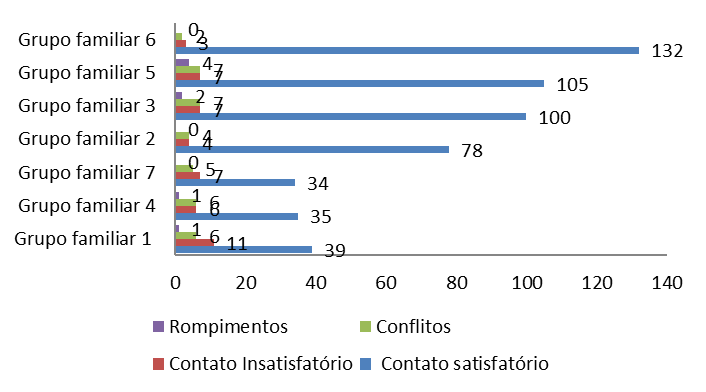 Grupo familiar 6 0 2 3 132
Grupo familiar 5 4 7 7 105
Grupo familiar 3 2 7 7 100
Grupo familiar 2 0 4 4 78
Grupo familiar 7 0 5 7 34
Grupo familiar 4 1 6 6 35
Grupo familiar 1 1 6 11 39
0 20 40 60 80 100 120 140
Rompimentos Conflitos
Contato Insatisfatório Contato satisfatório